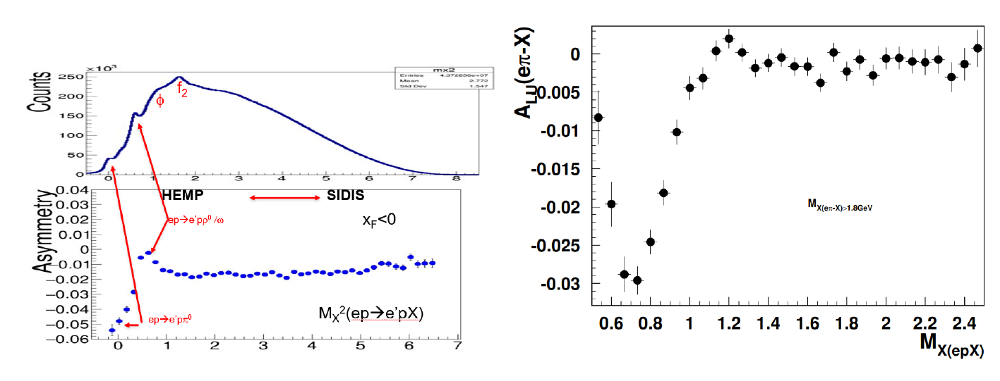 ×10³
mx2
Entries 4.372656e+07
Mean 2.772
Std Dev 1.547
Counts
250
200
150
100
50
0
ϕ
f₂
0 1 2 3 4 5 6 7 8
Asymmetry
0.04
0.03
0.02
0.01
0
−0.01
−0.02
−0.03
−0.04
−0.05
−0.06
HEMP
SIDIS
ep→e'pρ⁰/ω
x_F<0
ep→e'pπ⁰
M_X²(ep→e'pX)
0 1 2 3 4 5 6 7
A_LU(eπ-X)
0
-0.005
-0.01
-0.015
-0.02
-0.025
-0.03
M_X(eπ-X)>1.8GeV
0.6 0.8 1 1.2 1.4 1.6 1.8 2 2.2 2.4
M_X(epX)